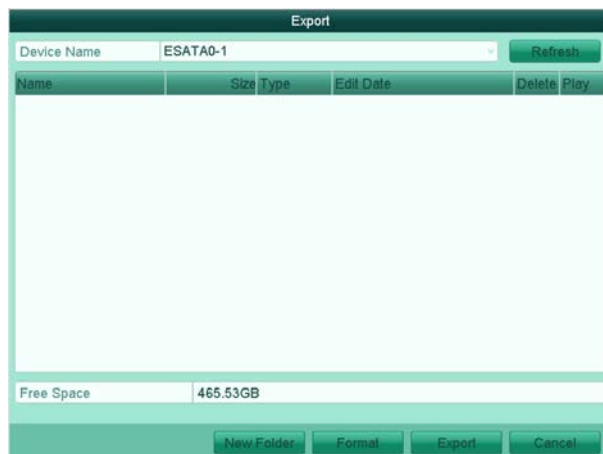 Export
Device Name ESATA0-1 Refresh
Name Size Type Edit Date Delete Play
Free Space 465.53GB
New Folder Format Export Cancel